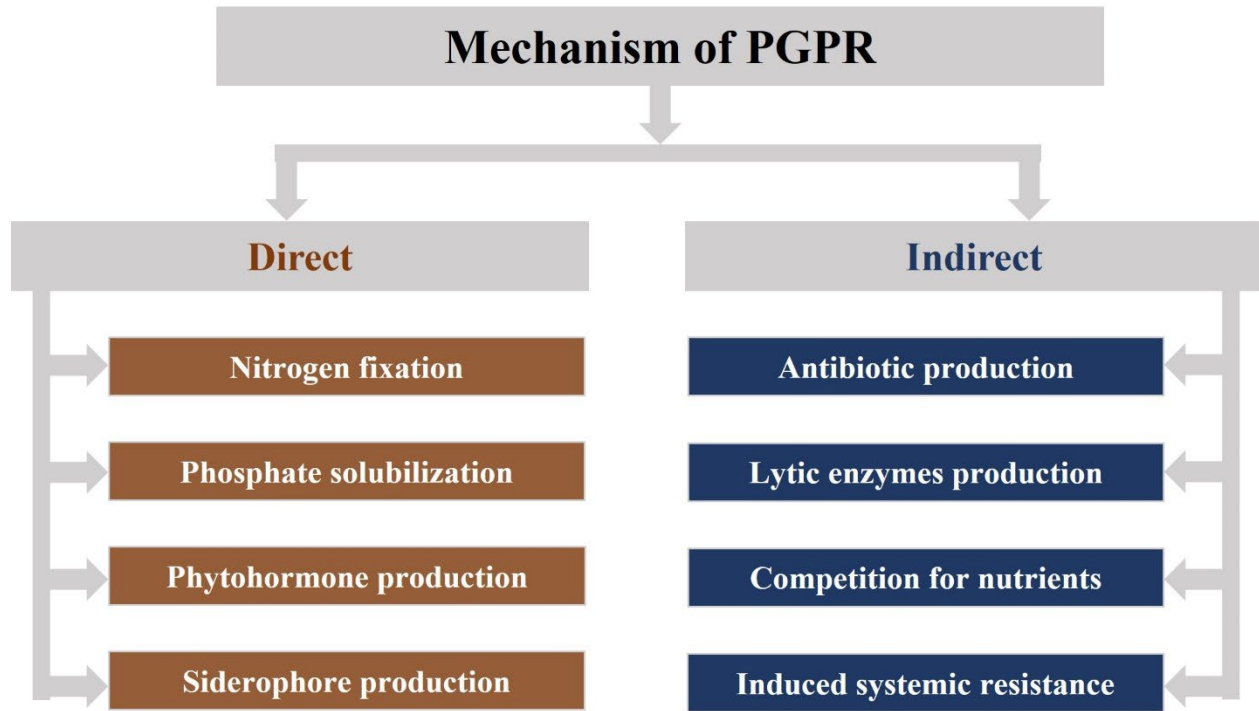 Mechanism of PGPR
Direct
Nitrogen fixation
Phosphate solubilization
Phytohormone production
Siderophore production
Indirect
Antibiotic production
Lytic enzymes production
Competition for nutrients
Induced systemic resistance